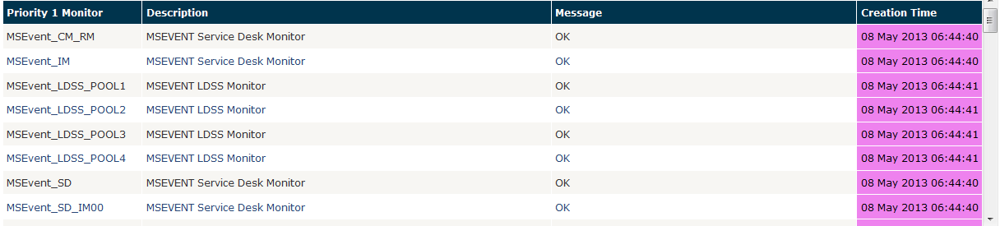 Priority 1 Monitor Description Message Creation Time
MSEvent_CM_RM MSEVENT Service Desk Monitor OK 08 May 2013 06:44:40
MSEvent_IM MSEVENT Service Desk Monitor OK 08 May 2013 06:44:40
MSEvent_LDSS_POOL1 MSEVENT LDSS Monitor OK 08 May 2013 06:44:41
MSEvent_LDSS_POOL2 MSEVENT LDSS Monitor OK 08 May 2013 06:44:41
MSEvent_LDSS_POOL3 MSEVENT LDSS Monitor OK 08 May 2013 06:44:41
MSEvent_LDSS_POOL4 MSEVENT LDSS Monitor OK 08 May 2013 06:44:41
MSEvent_SD MSEVENT Service Desk Monitor OK 08 May 2013 06:44:40
MSEvent_SD_IM00 MSEVENT Service Desk Monitor OK 08 May 2013 06:44:40